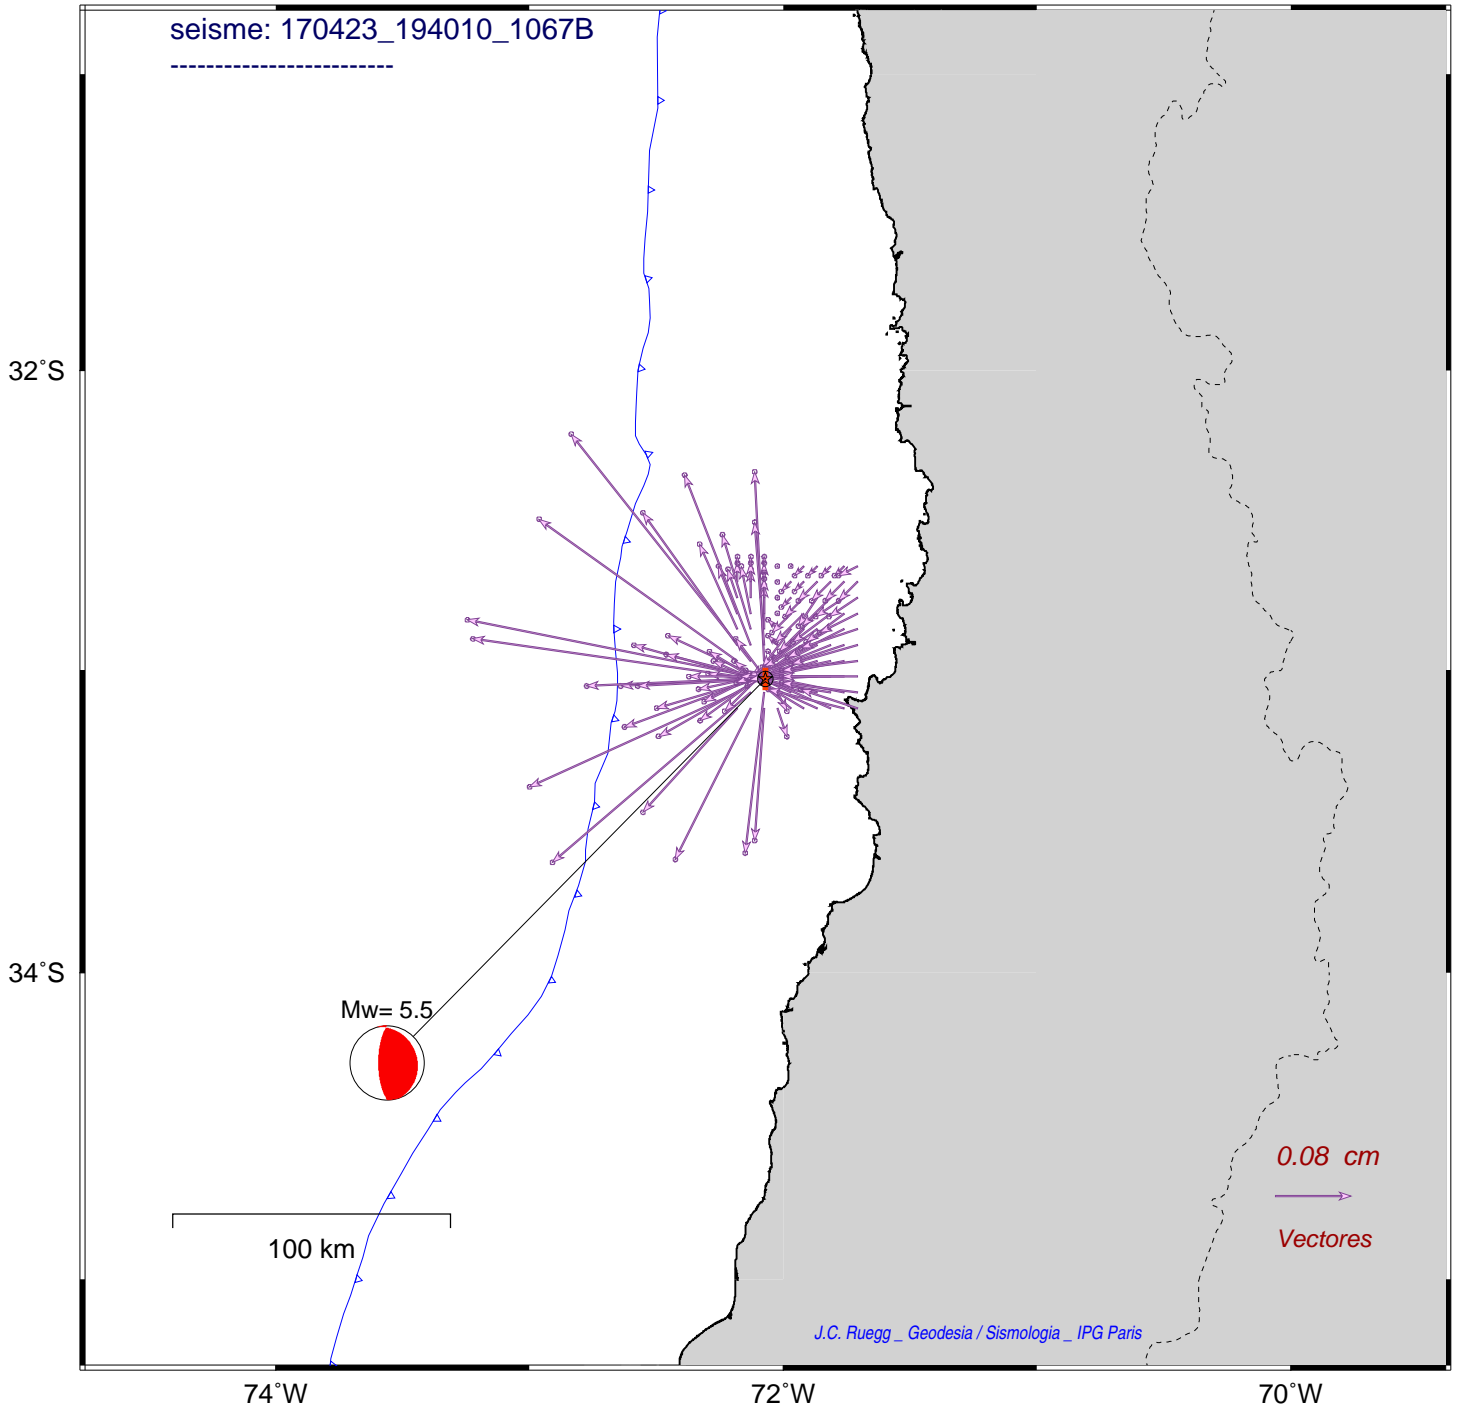 seisme: 170423_194010_1067B
-------------------------
32°S
34°S
Mw= 5.5
0.08 cm
100 km
Vectores
J.C. Ruegg _ Geodesia / Sismologia _ IPG Paris
74°W
72°W
70°W